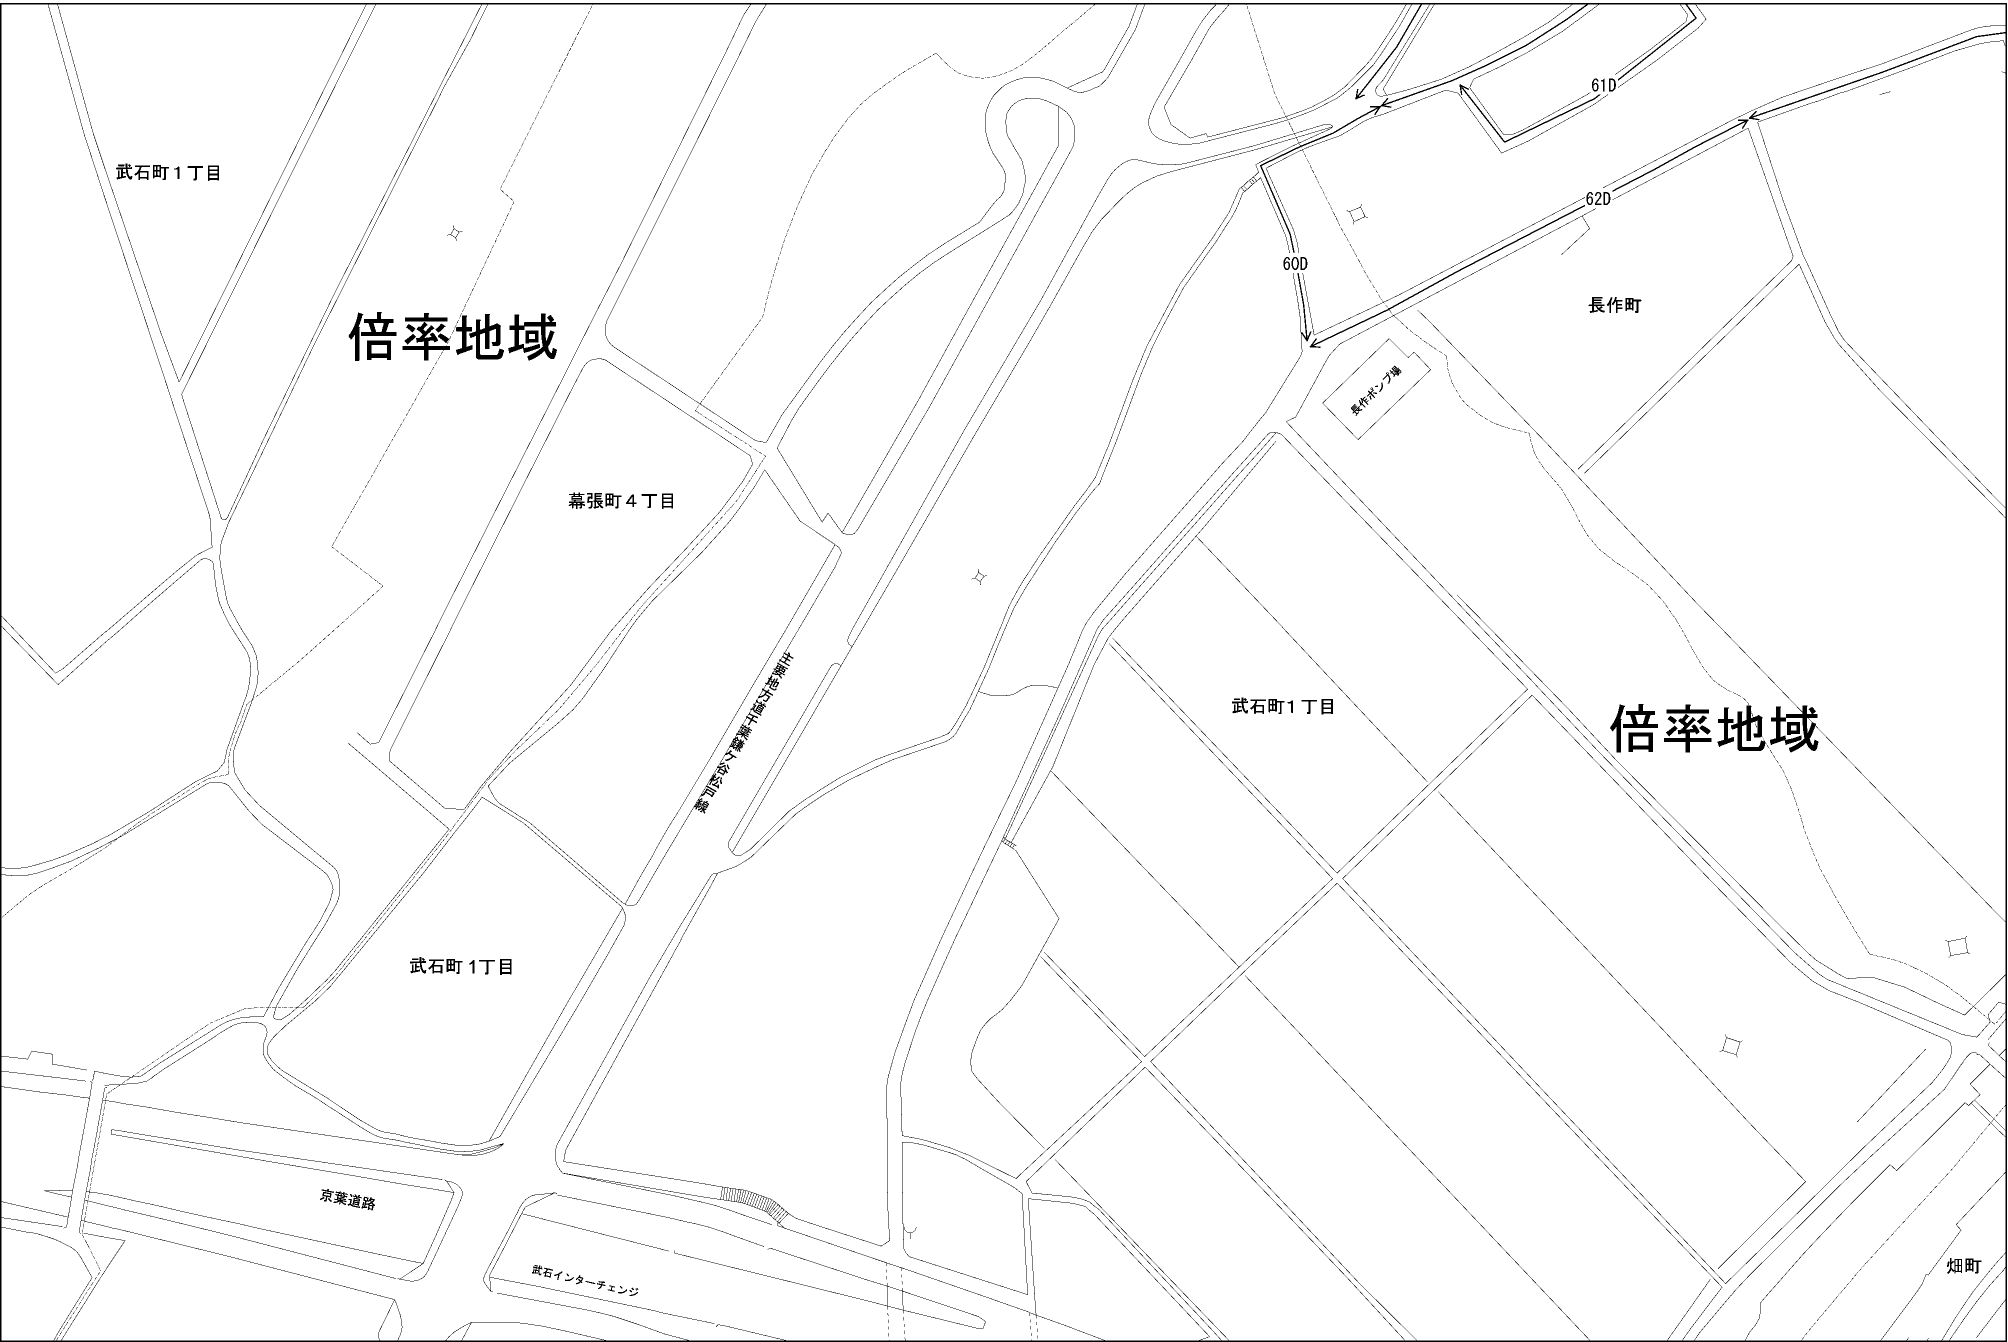 61D
武石町１丁目
62D
60D
長作町
倍率地域
長作ポンプ場
幕張町４丁目
主要地方道千葉鎌ケ谷松戸線
武石町１丁目
倍率地域
武石町１丁目
京葉道路
武石インターチェンジ
畑町